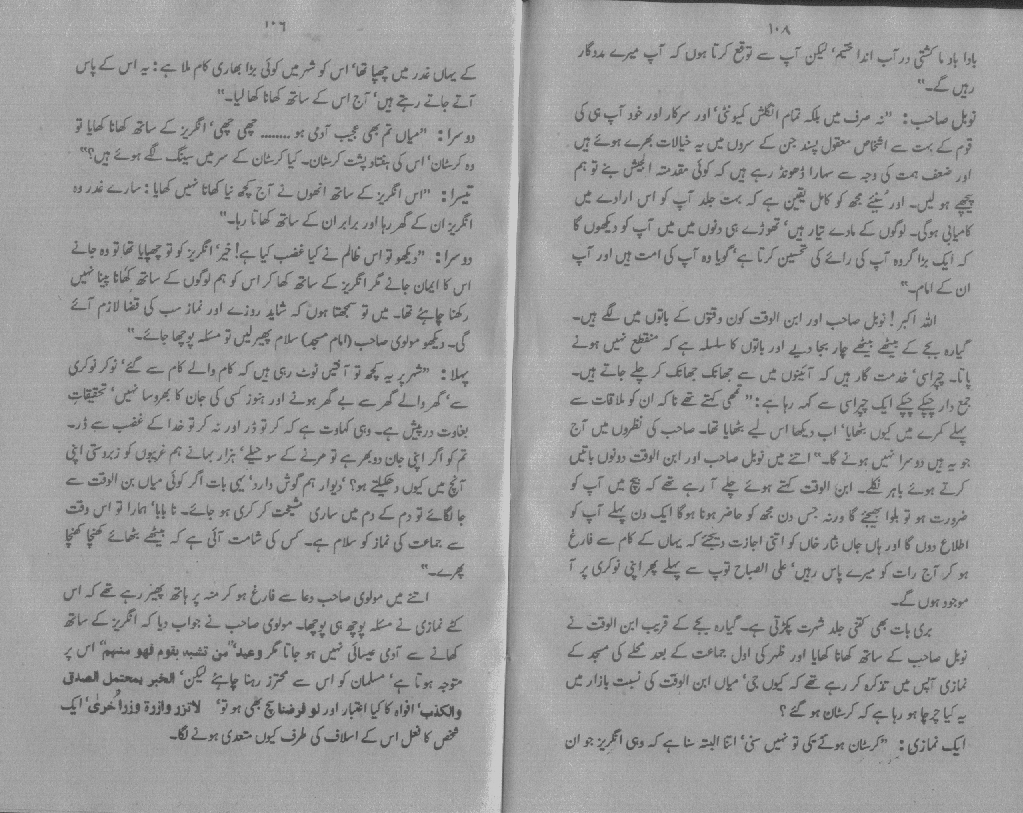 ۱۰۸
بادا باد ما کشتی در آب انداختیم‘ لیکن آپ سے توقع کرتا ہوں کہ آپ میرے مددگار
رہیں گے۔"
نوبل صاحب: "نہ صرف میں بلکہ تمام انگلش کمیونٹی‘ اور سرکار اور خود آپ ہی کی
قوم کے بہت سے اشخاص معقول پسند جن کے سروں میں یہ خیالات بھرے ہوئے ہیں
اور ضعف ہمت کی وجہ سے سہارا ڈھونڈ رہے ہیں کہ کوئی مقدمتہ الجیش بنے تو ہم
پیچھے ہو لیں۔ اور سُنیئے مجھ کو کامل یقین ہے کہ بہت جلد آپ کو اس ارادے میں
کامیابی ہوگی۔ لوگوں کے مادے تیار ہیں‘ تھوڑے ہی دنوں میں میں آپ کو دیکھوں گا
کہ ایک بڑا گروہ آپ کی رائے کی تحسین کرتا ہے‘ گویا وہ آپ کی امت ہیں اور آپ
ان کے امام۔"
اللہ اکبر! نوبل صاحب اور ابن الوقت کون وقتوں کے باتوں میں لگے ہیں۔
گیارہ بجے کے بیٹھے بیٹھے چار بجا دیے اور باتوں کا سلسلہ ہے کہ منقطع نہیں ہونے
پاتا۔ چپراسی‘ خدمت گار ہیں کہ آئینوں میں سے جھانک جھانک کر چلے جاتے ہیں۔
جمع دار چپکے چپکے ایک چپراسی سے کہہ رہا ہے: "تمھی کہتے تھے نا کہ ان کو ملاقات سے
پہلے کمرے میں کیوں بٹھایا‘ اب دیکھا اس لیے بٹھایا تھا۔ صاحب کی نظروں میں آج
جو یہ ہیں دوسرا نہیں ہونے گا۔" اتنے میں نوبل صاحب اور ابن الوقت دونوں باتیں
کرتے ہوئے باہر نکلے۔ ابن الوقت کہتے ہوئے چلے آ رہے تھے کہ بیچ میں آپ کو
ضرورت ہو تو بلوا بھیجئے گا ورنہ جس دن مجھ کو حاضر ہونا ہوگا ایک دن پہلے آپ کو
اطلاع دوں گا اور ہاں جاں نثار خاں کو اتنی اجازت دیجئے کہ یہاں کے کام سے فارغ
ہو کر آج رات کو میرے پاس رہیں‘ علی الصباح توپ سے پہلے پھر اپنی نوکری پر آ
موجود ہوں گے۔
بری بات بھی کتنی جلد شہرت پکڑتی ہے۔ گیارہ بجے کے قریب ابن الوقت نے
نوبل صاحب کے ساتھ کھانا کھایا اور ظہر کی اول جماعت کے بعد محلے کی مسجد کے
نمازی آپس میں تذکرہ کر رہے تھے کہ کیوں جی‘ میاں ابن الوقت کی نسبت بازار میں
یہ کیا چرچا ہو رہا ہے کہ کرسٹان ہو گئے؟
ایک نمازی: "کرسٹان ہوئے کی تو نہیں سنی‘ اتنا البتہ سنا ہے کہ وہی انگریز جو ان
۱۰۶
کے یہاں غدر میں چھپا تھا‘ اس کو شہر میں کوئی بڑا بھاری کام ملا ہے: یہ اس کے پاس
آتے جاتے رہتے ہیں‘ آج اس کے ساتھ کھانا کھا لیا۔"
دوسرا: "میاں تم بھی عجیب آدمی ہو ........ چھی چھی‘ انگریز کے ساتھ کھانا کھایا تو
وہ کرسٹان‘ اس کی ہفتاد پشت کرسٹان۔ کیا کرسٹان کے سر میں سینگ لگے ہوئے ہیں؟"
تیسرا: "اس انگریز کے ساتھ انھوں نے آج کچھ نیا کھانا نہیں کھایا: سارے غدر وہ
انگریز ان کے گھر رہا اور برابر ان کے ساتھ کھاتا رہا۔"
دوسرا: "دیکھو تو اس ظالم نے کیا غضب کیا ہے! خیر‘ انگریز کو تو چھپایا تھا تو وہ جانے
اس کا ایمان جانے مگر انگریز کے ساتھ کھا کر اس کو ہم لوگوں کے ساتھ کھانا پینا نہیں
رکھنا چاہئے تھا۔ میں تو سمجھتا ہوں کہ شاید روزے اور نماز سب کی قضا لازم آئے
گی۔ دیکھو مولوی صاحب (امام مسجد) سلام پھیر لیں تو مسئلہ پوچھا جائے۔"
پہلا: "شہر پر یہ کچھ تو آفتیں ٹوٹ رہی ہیں کہ کام والے کام سے گئے‘ نوکر نوکری
سے‘ گھر والے گھر سے بے گھر ہوئے اور ہنوز کسی کی جان کا بھروسا نہیں‘ تحقیقاتِ
بغاوت درپیش ہے۔ وہی کہاوت ہے کہ کر تو ڈر اور نہ کر تو خدا کے غضب سے ڈر۔
تم کو اگر اپنی جان دوبھر ہے تو مرنے کے سو حیلے‘ ہزار بہانے ہم غریبوں کو زبردستی اپنی
آنچ میں کیوں دھکیلتے ہو؟ ‘دیوار ہم گوش دارد‘ یہی بات اگر کوئی میاں بن الوقت سے
جا لگائے تو دم کے دم میں ساری مشیخت کرکری ہو جائے۔ نا بابا‘ ہمارا تو اس وقت
سے جماعت کی نماز کو سلام ہے۔ کس کی شامت آئی ہے کہ بیٹھے بٹھائے کھنچا کھنچا
پھرے۔"
اتنے میں مولوی صاحب دعا سے فارغ ہو کر منہ پر ہاتھ پھیر رہے تھے کہ اس
کٹے نمازی نے مسئلہ پوچھ ہی پوچھا۔ مولوی صاحب نے جواب دیا کہ انگریز کے ساتھ
کھانے سے آدمی عیسائی نہیں ہو جاتا مگر وعید‘ "من تشبہ بقوم فھو منھم" اس پر
متوجہ ہوتا ہے‘ مسلمان کو اس سے محترز رہنا چاہئے لیکن ‘الخبر یحتمل الصدق
والکذب‘ افواہ کا کیا اعتبار اور لو فرضنا سچ بھی ہو تو‘ لاتزر وازرة وزر اُخریٰ‘ ایک
شخص کا فعل اس کے اسلاف کی طرف کیوں متعدی ہونے لگا۔